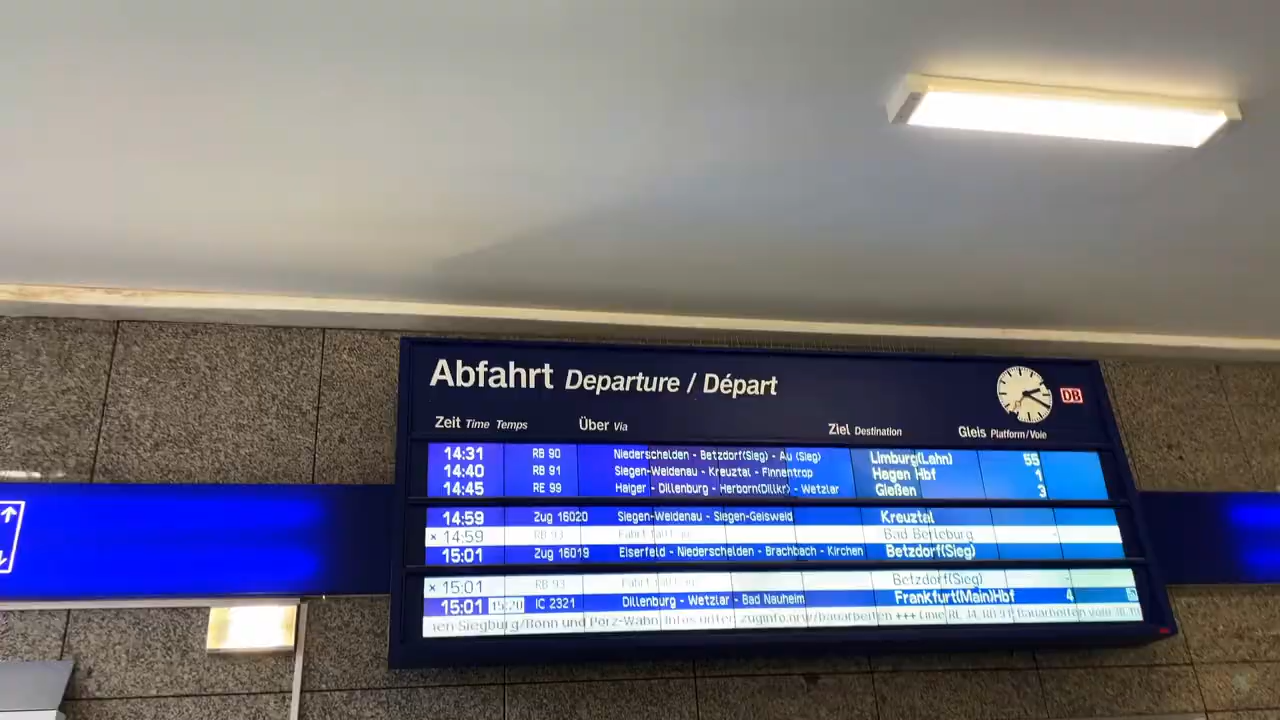 Abfahrt Departure / Départ
DB
Zeit Time Temps Über Via Ziel Destination Gleis Platform/Voie
14:31 RB 90 Niederschelden - Betzdorf(Sieg) - Au (Sieg) Limburg(Lahn) 55
14:40 RB 91 Siegen-Weidenau - Kreuztal - Finnentrop Hagen Hbf 1
14:45 RE 99 Haiger - Dillenburg - Herborn(Dillkr) - Wetzlar Gießen 3
14:59 Zug 16020 Siegen-Weidenau - Siegen-Geisweid Kreuztal
× 14:59 RB 93 Fahrt fällt aus Bad Berleburg -
15:01 Zug 16019 Eiserfeld - Niederschelden - Brachbach - Kirchen Betzdorf(Sieg)
× 15:01 RB 93 Fahrt fällt aus Betzdorf(Sieg) -
15:01 15:20 IC 2321 Dillenburg - Wetzlar - Bad Nauheim Frankfurt(Main)Hbf 4
en Siegburg/Bonn und Porz-Wahn Infos unter zuginfo.nrw/bauarbeiten +++ Linie RE Bauarbeiten vom